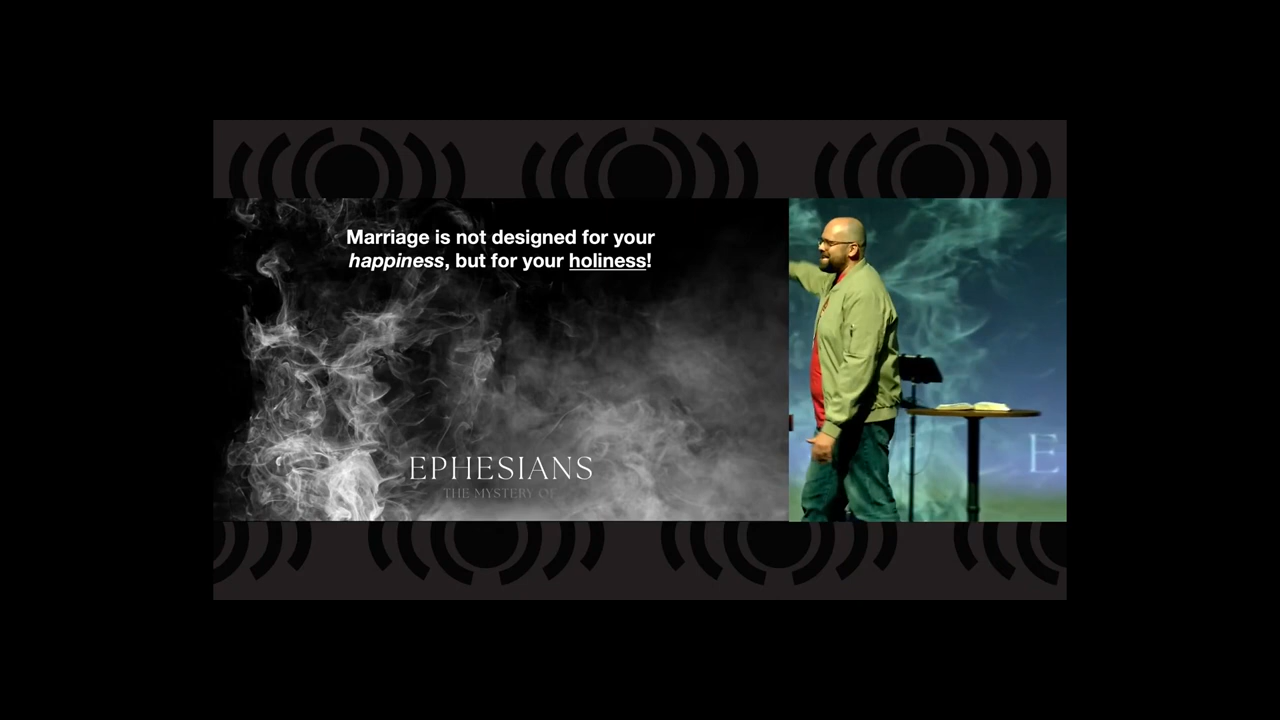 Marriage is not designed for your
happiness, but for your holiness!
EPHESIANS
THE MYSTERY OF
E